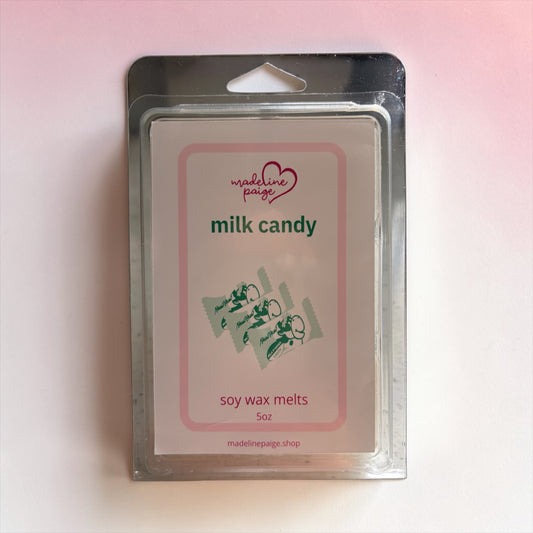 madeline
paige
milk candy
soy wax melts
5oz
madelinepaige.shop